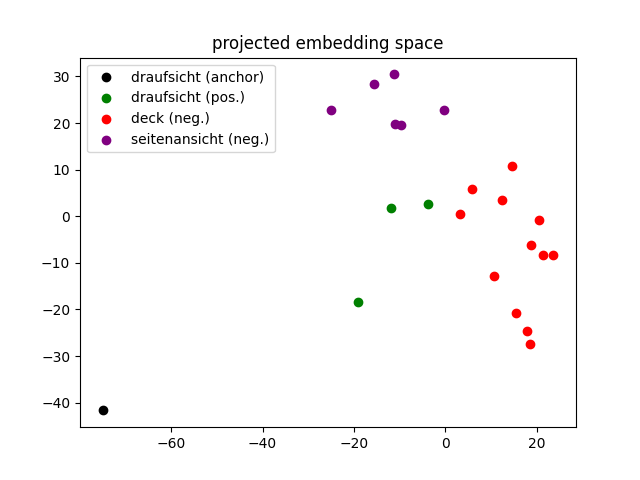 projected embedding space
draufsicht (anchor)
draufsicht (pos.)
deck (neg.)
seitenansicht (neg.)
30
20
10
0
−10
−20
−30
−40
−60
−40
−20
0
20